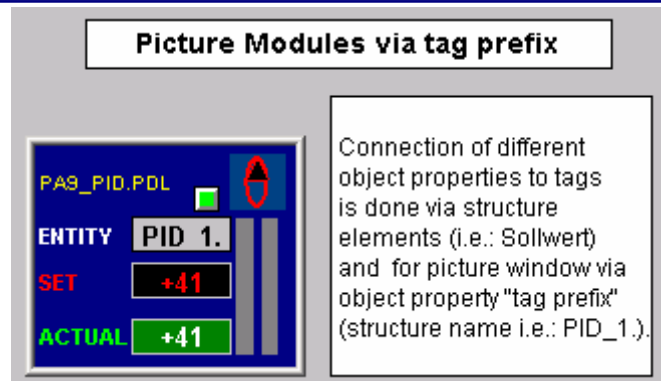 Picture Modules via tag prefix
PA9_PID.PDL
ENTITY PID 1.
SET +41
ACTUAL +41
Connection of different
object properties to tags
is done via structure
elements (i.e.: Sollwert)
and for picture window via
object property "tag prefix"
(structure name i.e.: PID_1.).